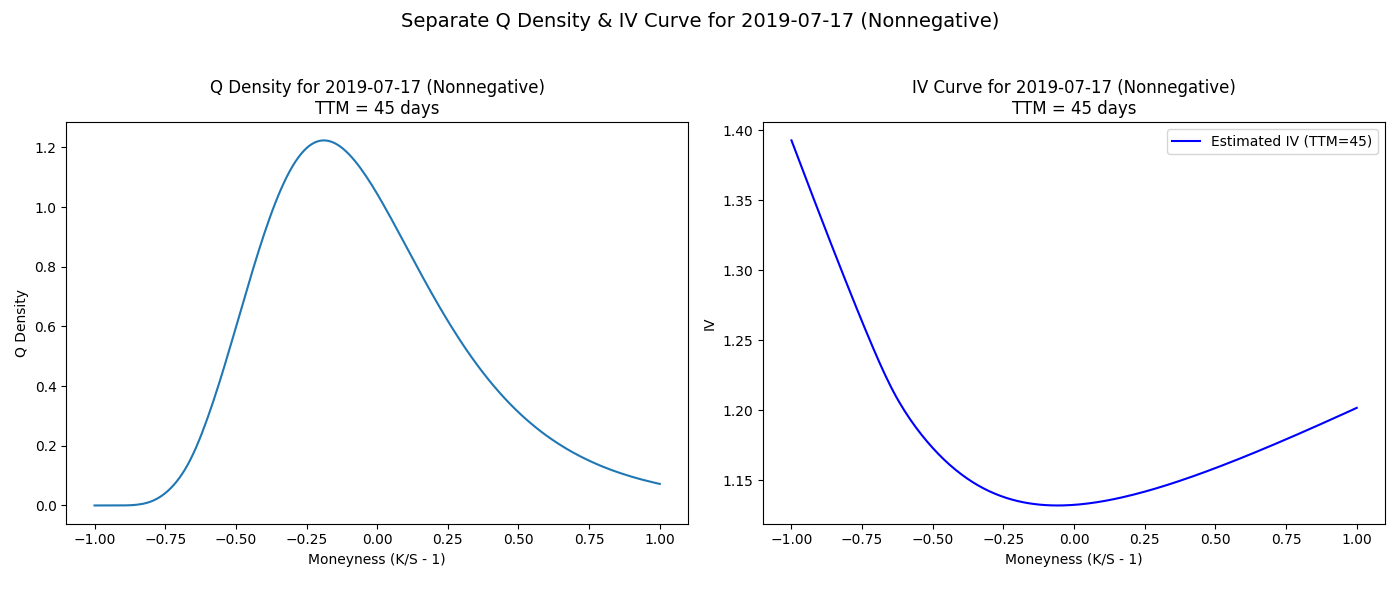 Separate Q Density & IV Curve for 2019-07-17 (Nonnegative)
Q Density for 2019-07-17 (Nonnegative)
TTM = 45 days
Q Density
1.2
1.0
0.8
0.6
0.4
0.2
0.0
−1.00 −0.75 −0.50 −0.25 0.00 0.25 0.50 0.75 1.00
Moneyness (K/S - 1)
IV Curve for 2019-07-17 (Nonnegative)
TTM = 45 days
Estimated IV (TTM=45)
IV
1.40
1.35
1.30
1.25
1.20
1.15
−1.00 −0.75 −0.50 −0.25 0.00 0.25 0.50 0.75 1.00
Moneyness (K/S - 1)